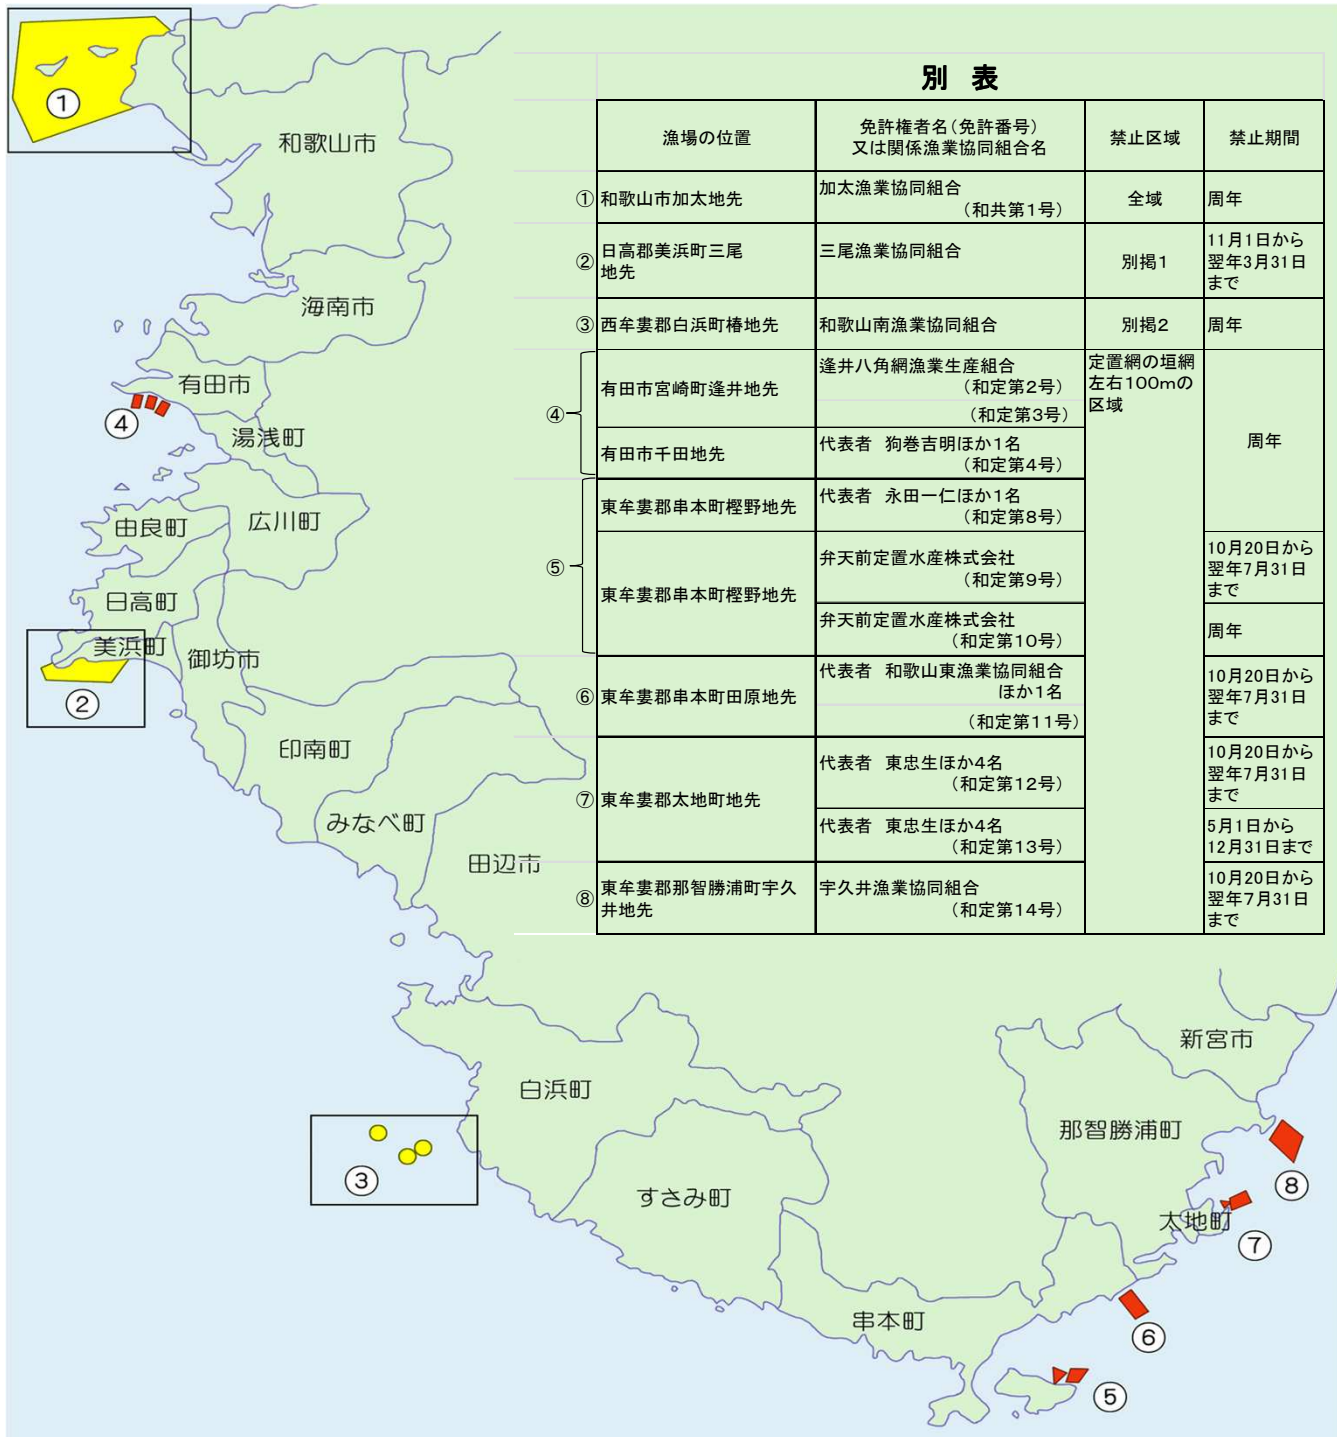 別 表
漁場の位置
免許権者名(免許番号)
又は関係漁業協同組合名
禁止区域
禁止期間
①
和歌山市加太地先
加太漁業協同組合
(和共第1号)
全域
周年
②
日高郡美浜町三尾
地先
三尾漁業協同組合
別掲1
11月1日から
翌年3月31日
まで
③
西牟婁郡白浜町椿地先
和歌山南漁業協同組合
別掲2
周年
④
有田市宮崎町逢井地先
逢井八角網漁業生産組合
(和定第2号)
(和定第3号)
定置網の垣網
左右100mの
区域
周年
有田市千田地先
代表者 狗巻吉明ほか1名
(和定第4号)
⑤
東牟婁郡串本町樫野地先
代表者 永田一仁ほか1名
(和定第8号)
東牟婁郡串本町樫野地先
弁天前定置水産株式会社
(和定第9号)
10月20日から
翌年7月31日
まで
弁天前定置水産株式会社
(和定第10号)
周年
⑥
東牟婁郡串本町田原地先
代表者 和歌山東漁業協同組合
ほか1名
(和定第11号)
10月20日から
翌年7月31日
まで
⑦
東牟婁郡太地町地先
代表者 東忠生ほか4名
(和定第12号)
10月20日から
翌年7月31日
まで
代表者 東忠生ほか4名
(和定第13号)
5月1日から
12月31日まで
⑧
東牟婁郡那智勝浦町宇久
井地先
宇久井漁業協同組合
(和定第14号)
10月20日から
翌年7月31日
まで
①
和歌山市
海南市
有田市
④
湯浅町
広川町
由良町
日高町
美浜町
御坊市
②
印南町
みなべ町
田辺市
白浜町
③
すさみ町
串本町
新宮市
那智勝浦町
⑧
太地町
⑦
⑥
⑤